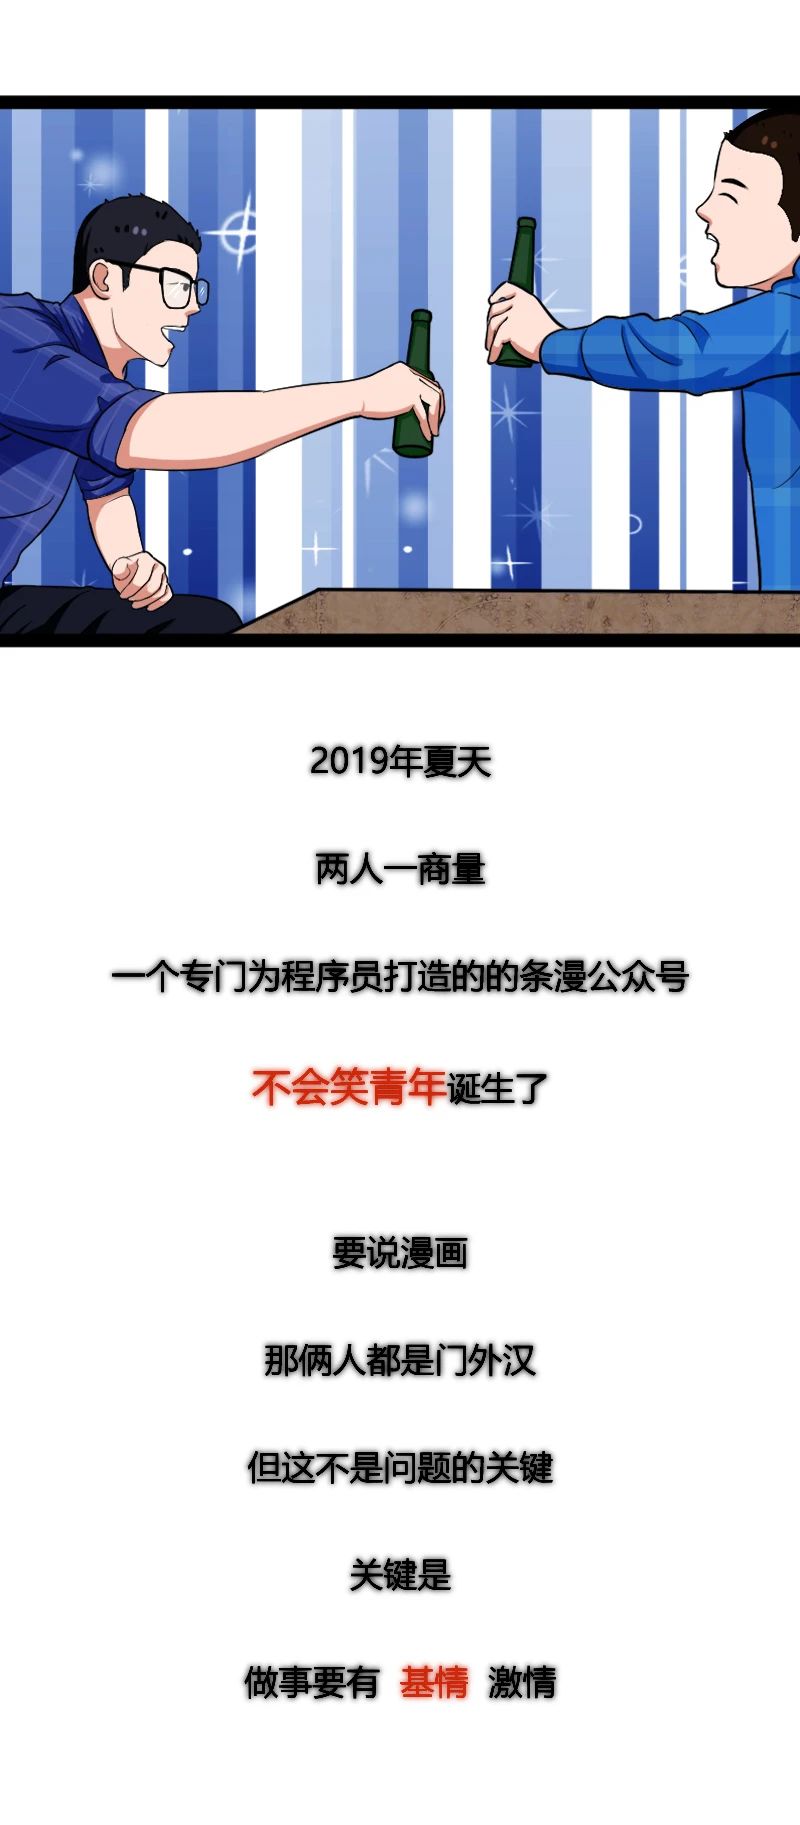 2019年夏天
两人一商量
一个专门为程序员打造的的条漫公众号
不会笑青年诞生了
要说漫画
那俩人都是门外汉
但这不是问题的关键
关键是
做事要有 基情 激情